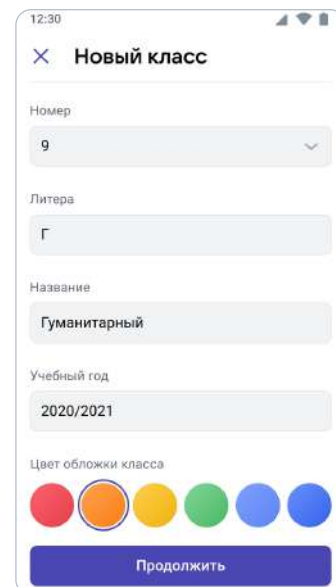 12:30
Новый класс
Номер
9
Литера
Г
Название
Гуманитарный
Учебный год
2020/2021
Цвет обложки класса
Продолжить